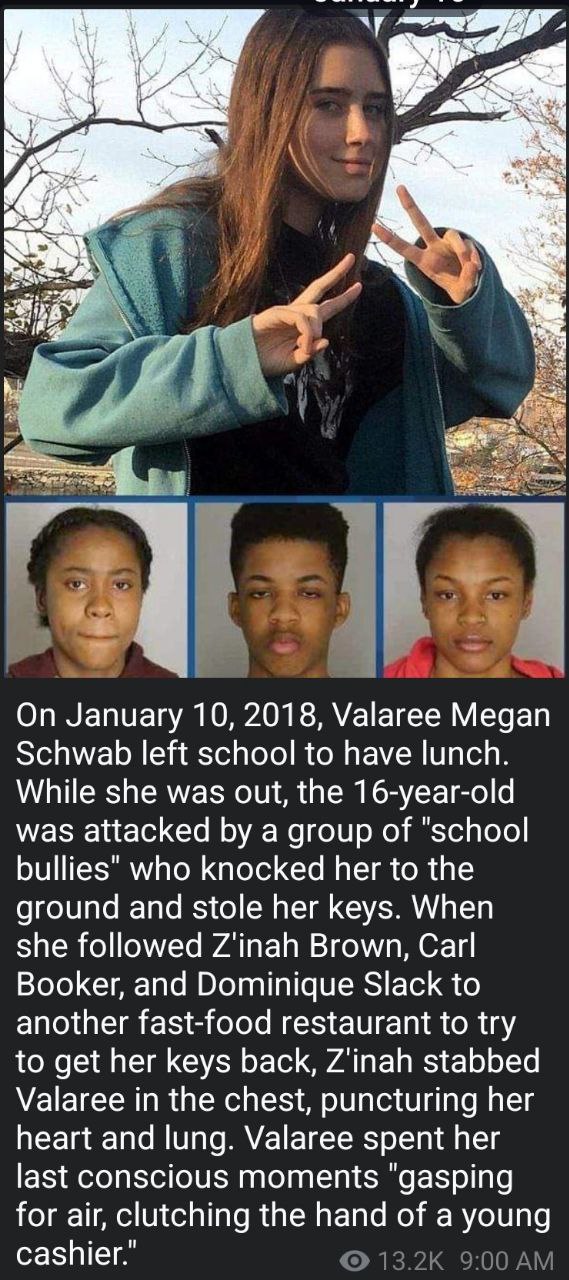 On January 10, 2018, Valaree Megan
Schwab left school to have lunch.
While she was out, the 16-year-old
was attacked by a group of "school
bullies" who knocked her to the
ground and stole her keys. When
she followed Z'inah Brown, Carl
Booker, and Dominique Slack to
another fast-food restaurant to try
to get her keys back, Z'inah stabbed
Valaree in the chest, puncturing her
heart and lung. Valaree spent her
last conscious moments "gasping
for air, clutching the hand of a young
cashier."
13.2K 9:00 AM